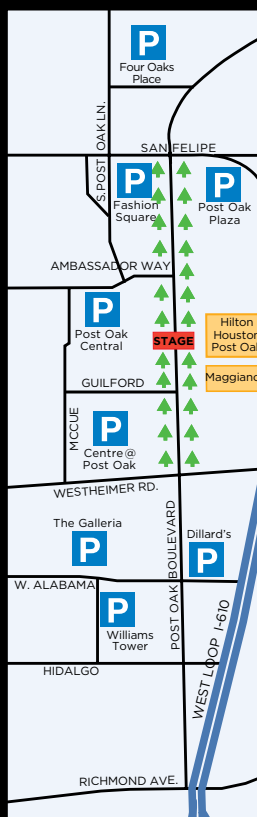 P
Four Oaks
Place
S. POST OAK LN.
SAN FELIPE
P
Fashion
Square
P
Post Oak
Plaza
AMBASSADOR WAY
P
Post Oak
Central
STAGE
Hilton
Houston
Post Oak
Maggiano
GUILFORD
MCCUE
P
Centre@
Post Oak
WESTHEIMER RD.
The Galleria
P
POST OAK BOULEVARD
Dillard's
P
W. ALABAMA
P
Williams
Tower
WEST LOOP I-610
HIDALGO
RICHMOND AVE.